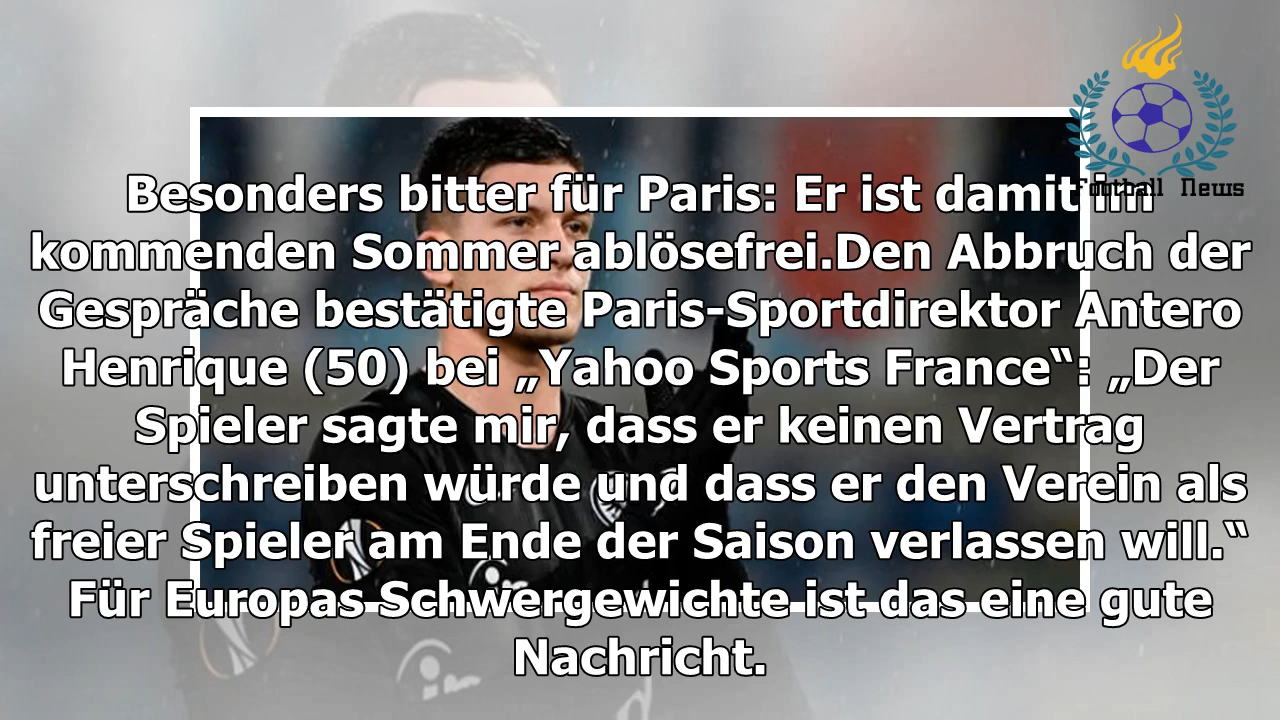 Football News
Besonders bitter für Paris: Er ist damit im
kommenden Sommer ablösefrei.Den Abbruch der
Gespräche bestätigte Paris-Sportdirektor Antero
Henrique (50) bei „Yahoo Sports France“: „Der
Spieler sagte mir, dass er keinen Vertrag
unterschreiben würde und dass er den Verein als
freier Spieler am Ende der Saison verlassen will.“
Für Europas Schwergewichte ist das eine gute
Nachricht.